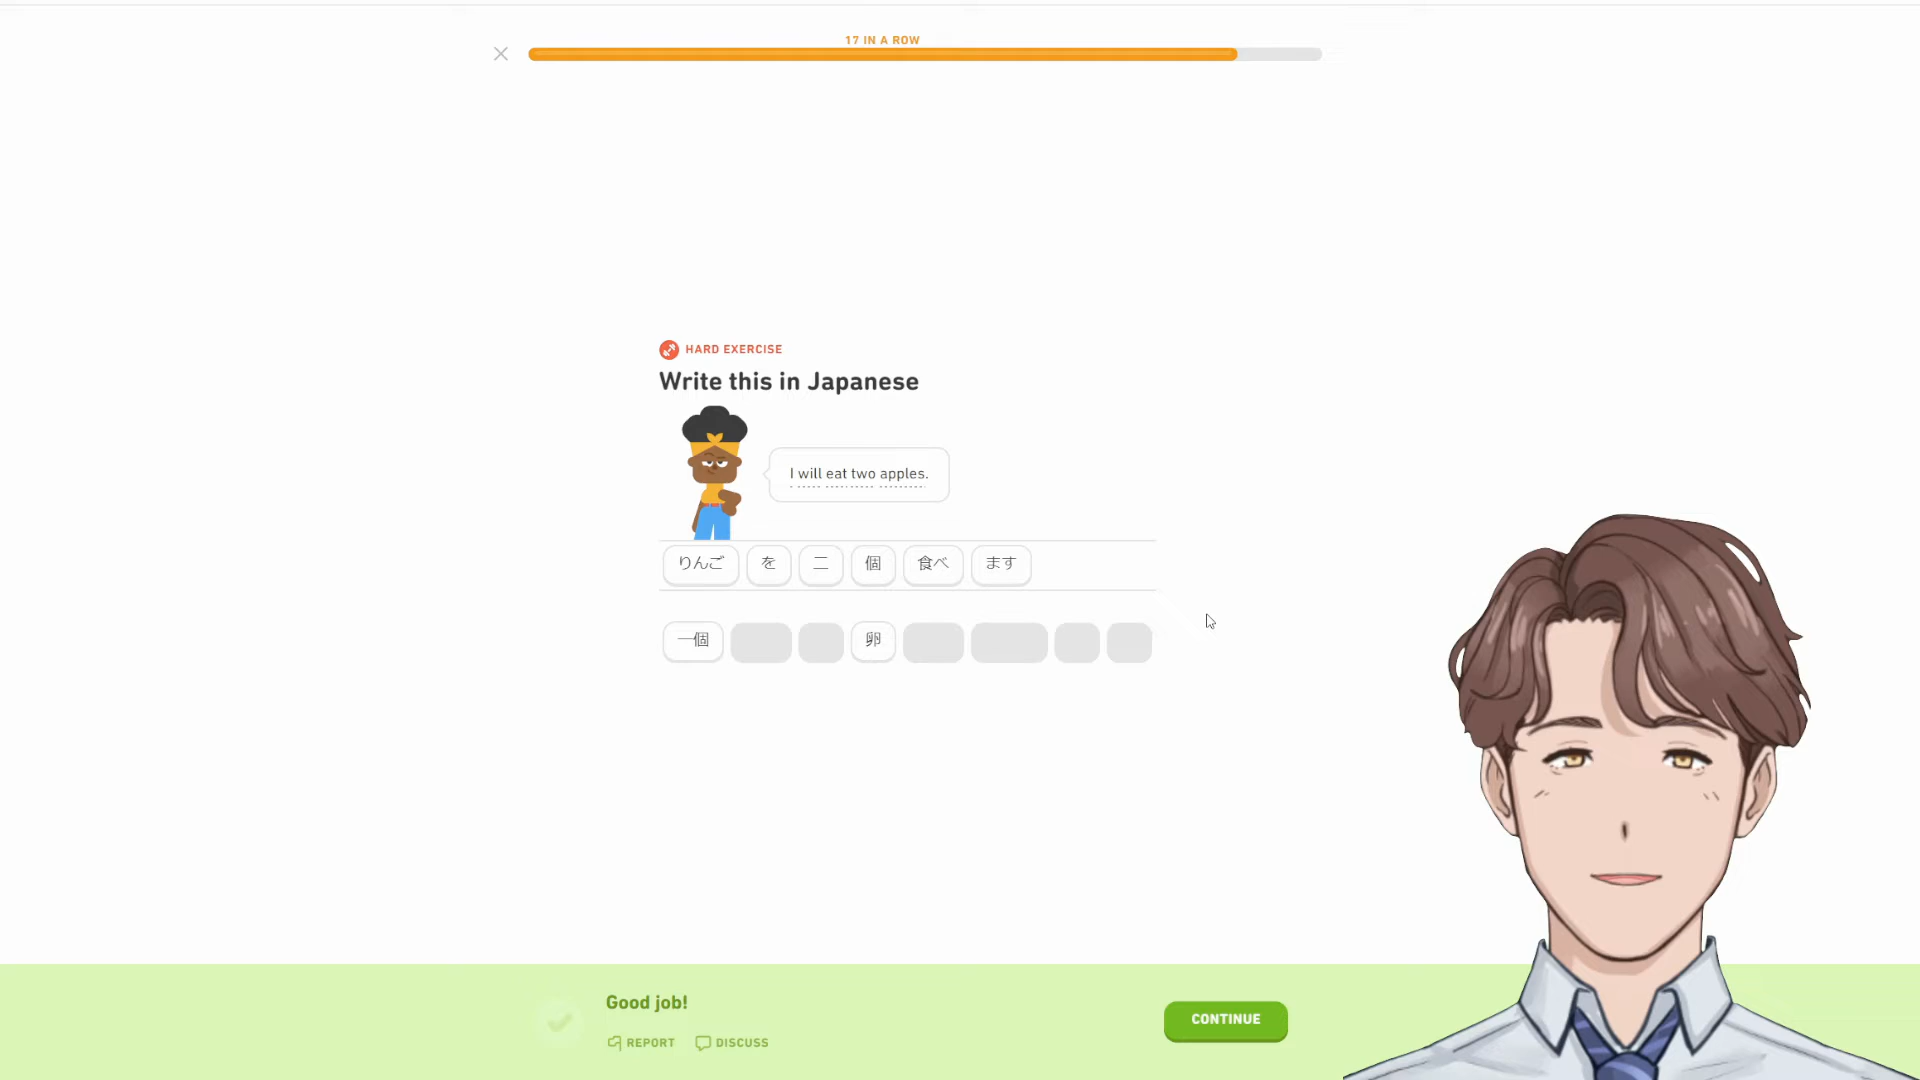 17 IN A ROW
HARD EXERCISE
Write this in Japanese
I will eat two apples.
りんご を 二 個 食べ ます
一個 卵
Good job!
REPORT DISCUSS
CONTINUE